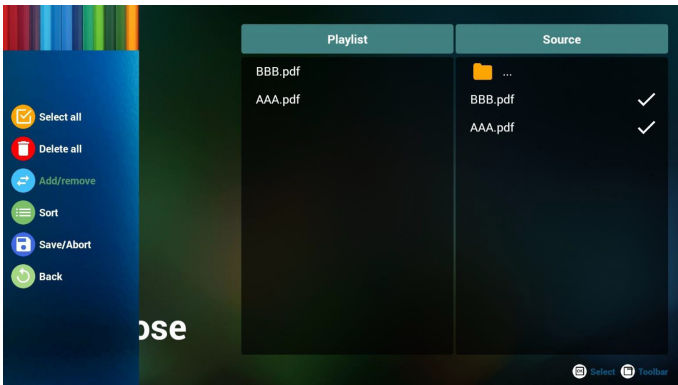 Playlist
Source
BBB.pdf
AAA.pdf
...
BBB.pdf
AAA.pdf
Select all
Delete all
Add/remove
Sort
Save/Abort
Back
ose
Select
Toolbar